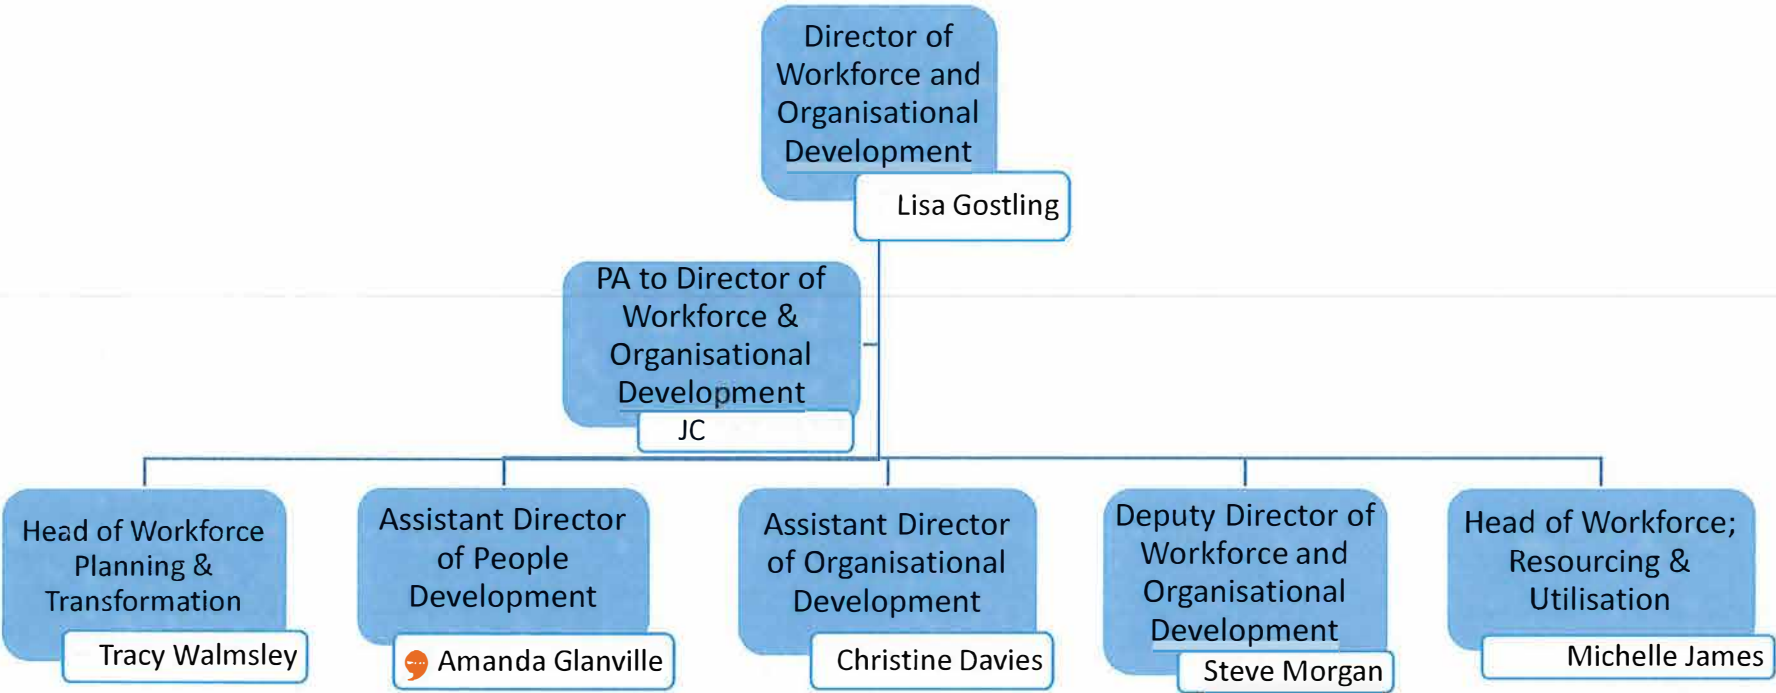 Director of
Workforce and
Organisational
Development
Lisa Gostling
PA to Director of
Workforce &
Organisational
Development
JC
Head of Workforce
Planning &
Transformation
Tracy Walmsley
Assistant Director
of People
Development
Amanda Glanville
Assistant Director
of Organisational
Development
Christine Davies
Deputy Director of
Workforce and
Organisational
Development
Steve Morgan
Head of Workforce;
Resourcing &
Utilisation
Michelle James